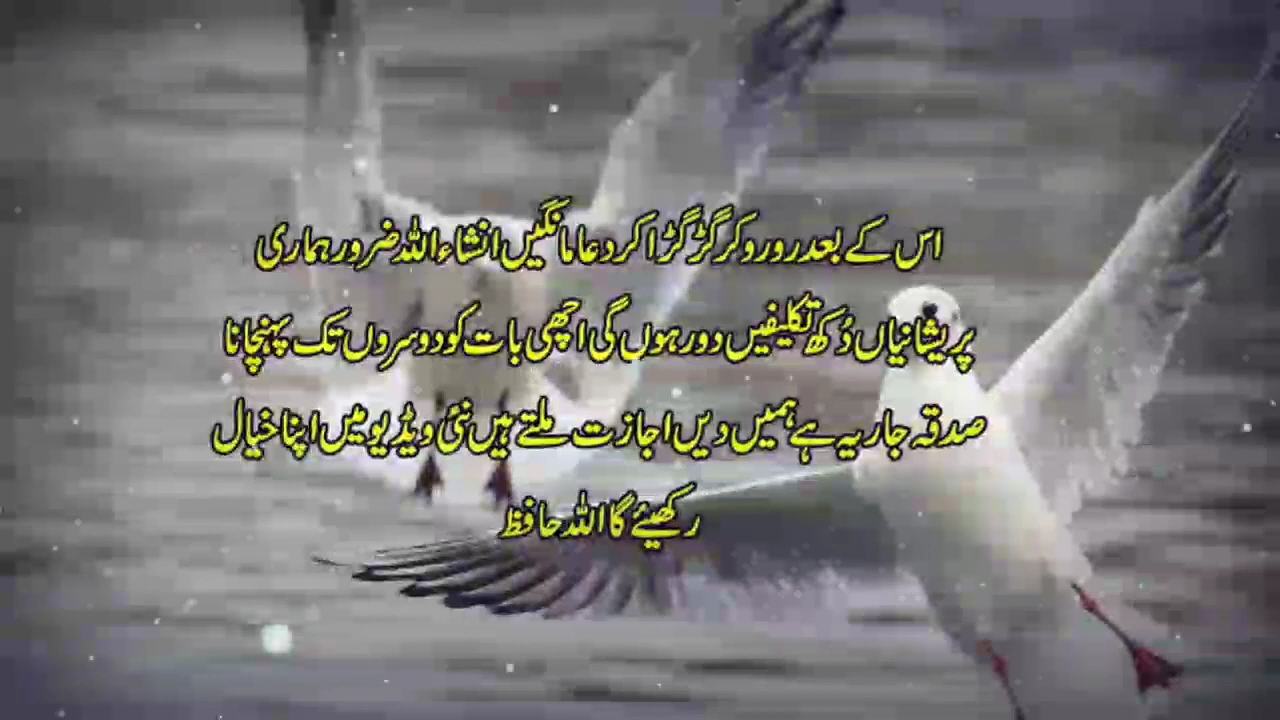 اس کے بعد رو رو کر گڑ گڑا کر دعا مانگیں انشاءاللہ ضرور ہماری
پریشانیاں دُکھ تکلیفیں دور ہوں گی اچھی بات کو دوسروں تک پہنچانا
صدقہ جاریہ ہے ہمیں دیں اجازت ملتے ہیں نئی ویڈیو میں اپنا خیال
رکھیئے گا اللہ حافظ